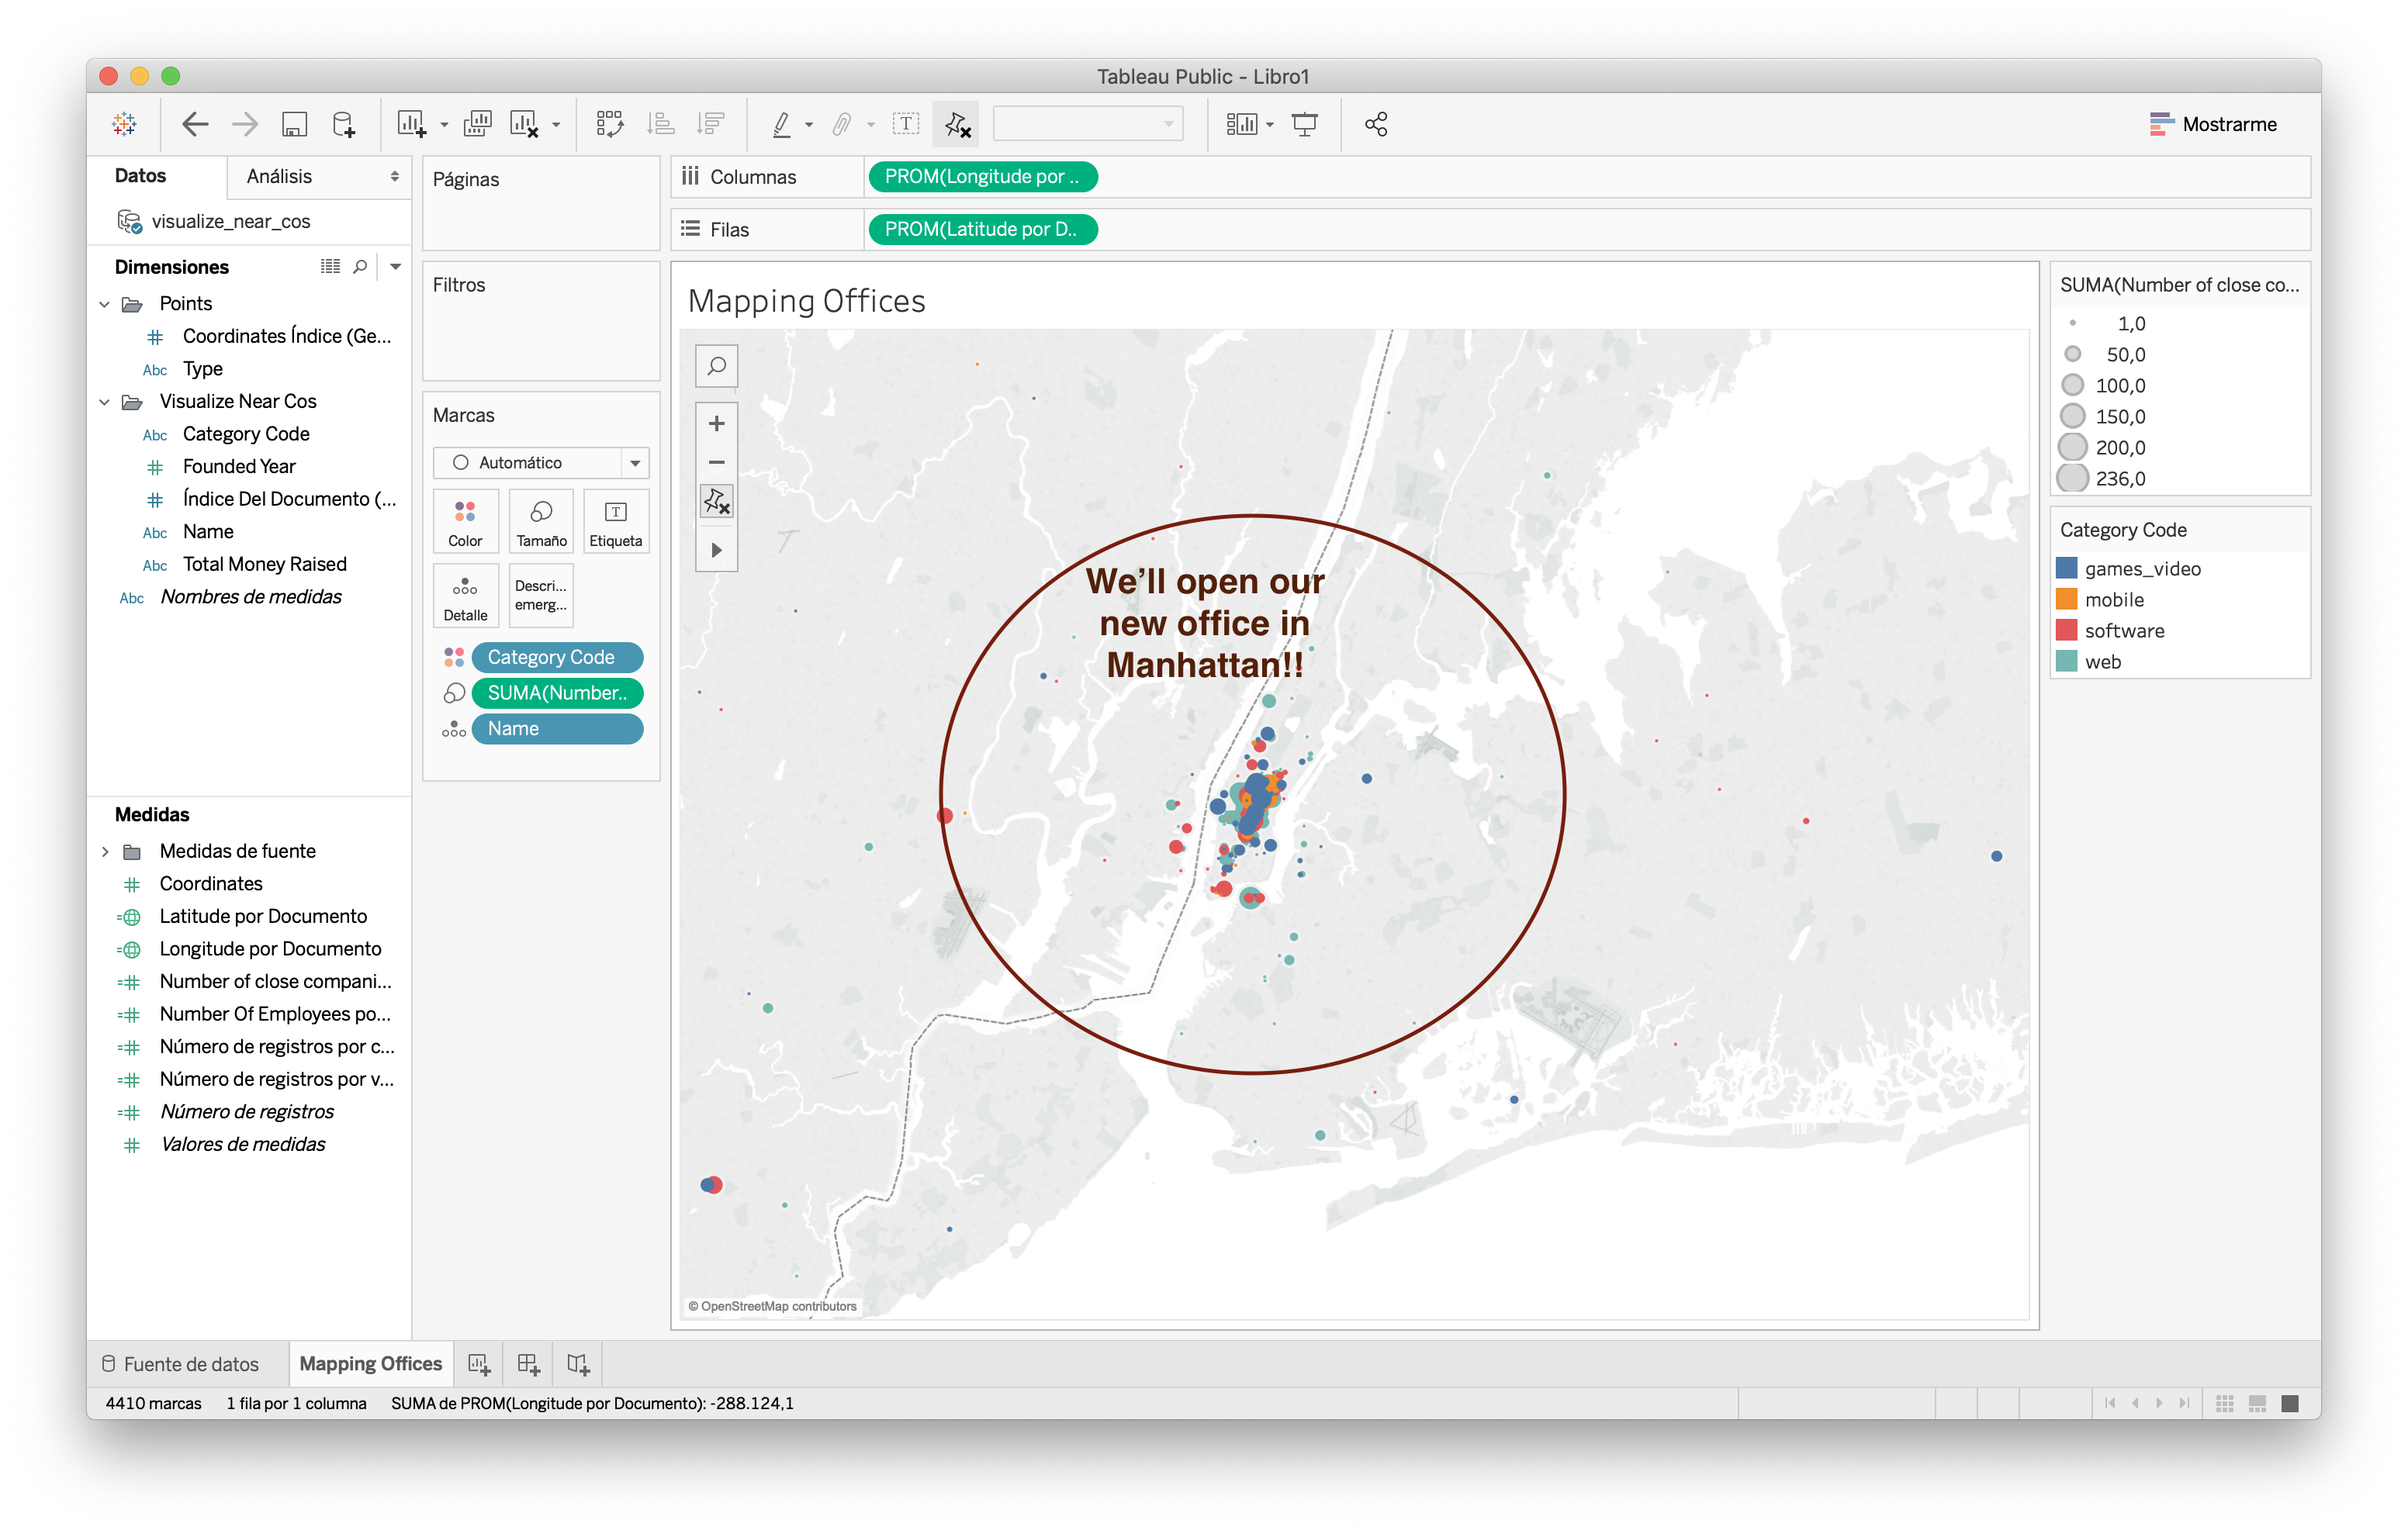 Tableau Public - Libro1
Mostrarme
Datos
Análisis
visualize_near_cos
Dimensiones
Points
Coordinates Índice (Ge...
Abc Type
Visualize Near Cos
Abc Category Code
Founded Year
Índice Del Documento (...
Abc Name
Abc Total Money Raised
Abc Nombres de medidas
Medidas
Medidas de fuente
Coordinates
Latitude por Documento
Longitude por Documento
Number of close compani...
Number Of Employees po...
Número de registros por c...
Número de registros por v...
Número de registros
Valores de medidas
Páginas
Filtros
Marcas
Automático
Color
Tamaño
Etiqueta
Detalle
Descri...
emerg...
Category Code
SUMA(Number..
Name
Columnas
PROM(Longitude por ..
Filas
PROM(Latitude por D..
Mapping Offices
We’ll open our
new office in
Manhattan!!
© OpenStreetMap contributors
SUMA(Number of close co...
1,0
50,0
100,0
150,0
200,0
236,0
Category Code
games_video
mobile
software
web
Fuente de datos
Mapping Offices
4410 marcas
1 fila por 1 columna
SUMA de PROM(Longitude por Documento): -288.124,1